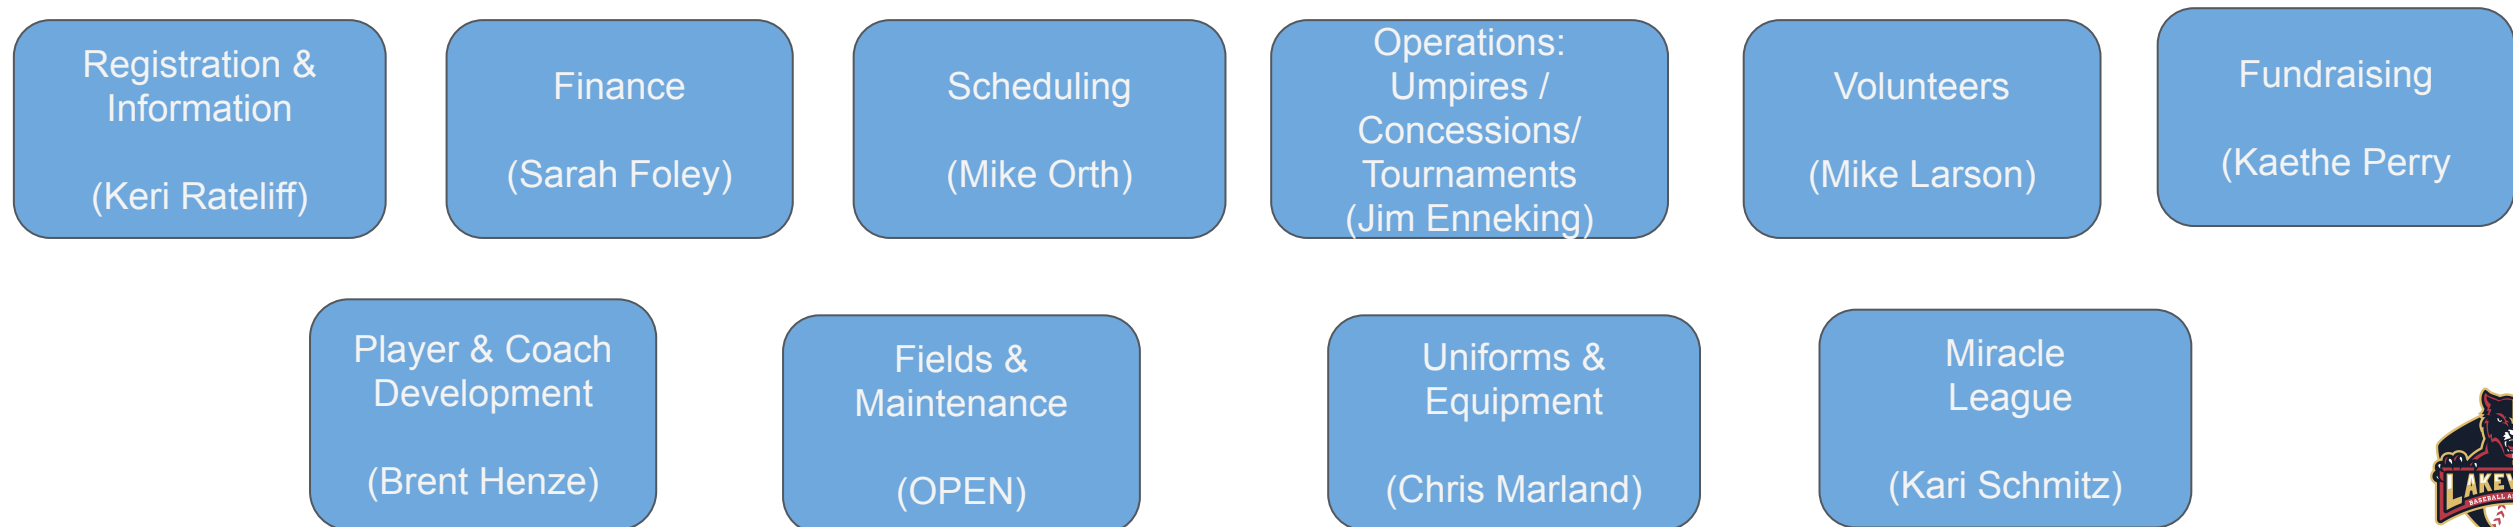 Registration &
Information
(Keri Rateliff)
Finance
(Sarah Foley)
Scheduling
(Mike Orth)
Operations:
Umpires /
Concessions/
Tournaments
(Jim Enneking)
Volunteers
(Mike Larson)
Fundraising
(Kaethe Perry
Player & Coach
Development
(Brent Henze)
Fields &
Maintenance
(OPEN)
Uniforms &
Equipment
(Chris Marland)
Miracle
League
(Kari Schmitz)
LAKEV
BASEBALL A